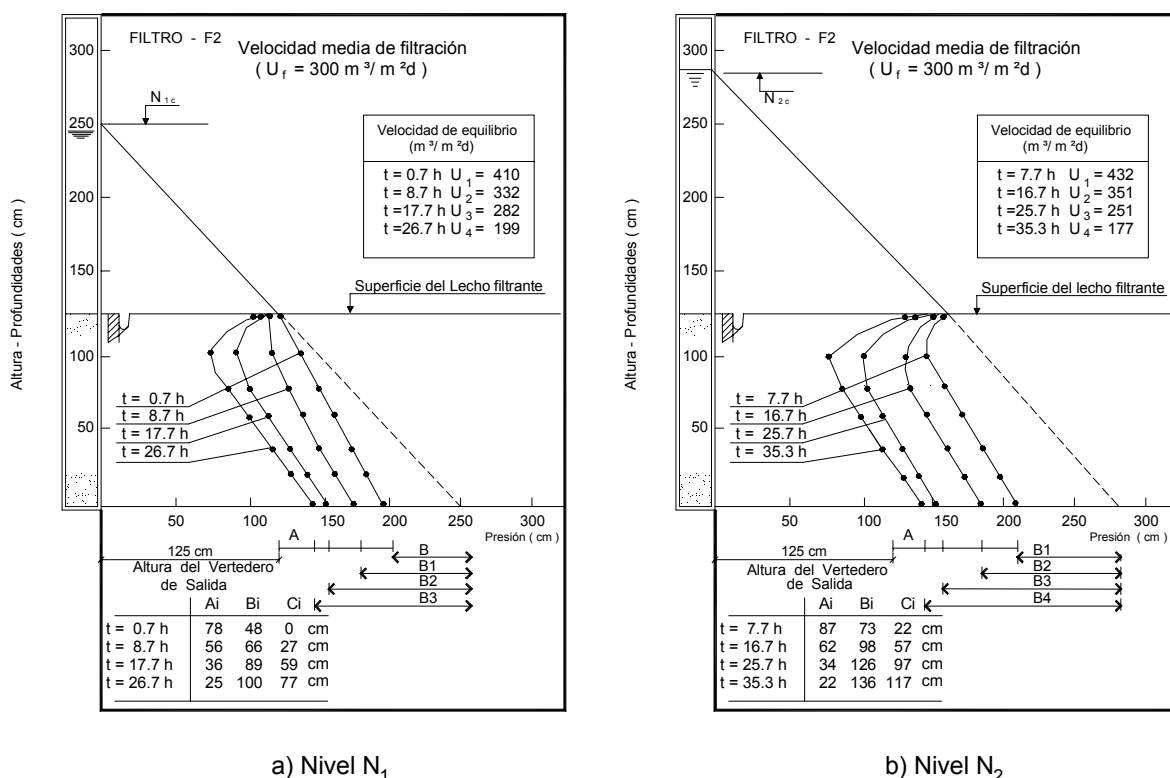 FILTRO - F2
Velocidad media de filtración
( U f = 300 m ³/ m ²d )
N 1c
Velocidad de equilibrio
(m ³/ m ²d)
t = 0.7 h U 1 = 410
t = 8.7 h U 2 = 332
t =17.7 h U 3 = 282
t =26.7 h U 4 = 199
Altura - Profundidades ( cm )
300
250
200
150
100
50
Superficie del Lecho filtrante
t = 0.7 h
t = 8.7 h
t = 17.7 h
t = 26.7 h
50 100 150 200 250 300
Presión ( cm )
A
125 cm
B
B1
B2
B3
Altura del Vertedero
de Salida
Ai Bi Ci
t = 0.7 h 78 48 0 cm
t = 8.7 h 56 66 27 cm
t = 17.7 h 36 89 59 cm
t = 26.7 h 25 100 77 cm
a) Nivel N1
FILTRO - F2
Velocidad media de filtración
( U f = 300 m ³/ m ²d )
N 2c
Velocidad de equilibrio
(m ³/ m ²d)
t = 7.7 h U 1 = 432
t =16.7 h U 2 = 351
t =25.7 h U 3 = 251
t =35.3 h U 4 = 177
Altura - Profundidades ( cm )
300
250
200
150
100
50
Superficie del lecho filtrante
t = 7.7 h
t = 16.7 h
t = 25.7 h
t = 35.3 h
50 100 150 200 250 300
Presión ( cm )
A
125 cm
B1
B2
B3
B4
Altura del Vertedero
de Salida
Ai Bi Ci
t = 7.7 h 87 73 22 cm
t = 16.7 h 62 98 57 cm
t = 25.7 h 34 126 97 cm
t = 35.3 h 22 136 117 cm
b) Nivel N2